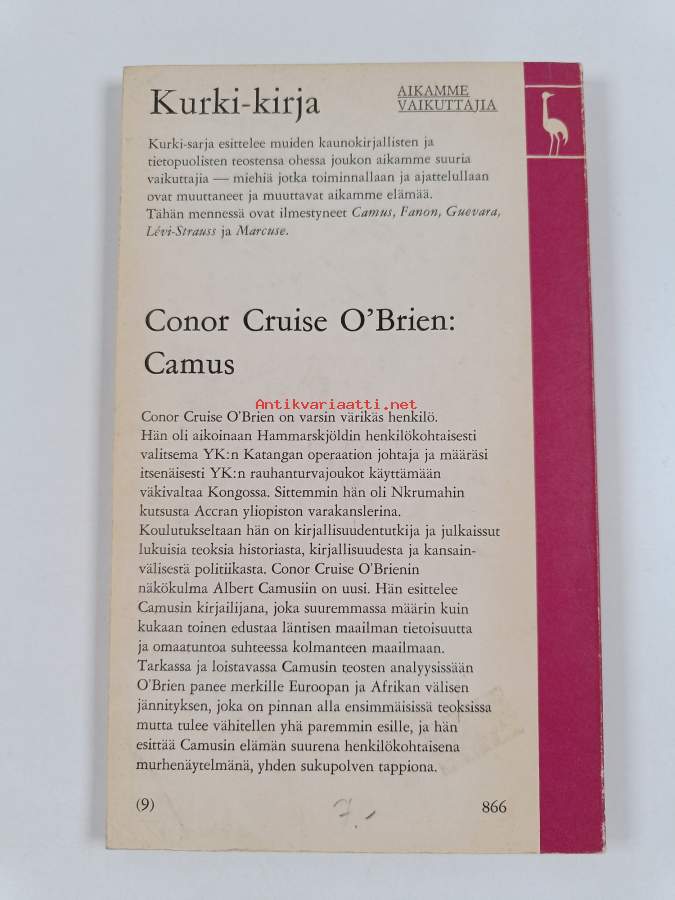 Kurki-kirja
AIKAMME
VAIKUTTAJIA
Kurki-sarja esittelee muiden kaunokirjallisten ja
tietopuolisten teostensa ohessa joukon aikamme suuria
vaikuttajia — miehiä jotka toiminnallaan ja ajattelullaan
ovat muuttaneet ja muuttavat aikamme elämää.
Tähän mennessä ovat ilmestyneet Camus, Fanon, Guevara,
Lévi-Strauss ja Marcuse.
Conor Cruise O'Brien:
Camus
Antikvariaatti.net
Conor Cruise O'Brien on varsin värikäs henkilö.
Hän oli aikoinaan Hammarskjöldin henkilökohtaisesti
valitsema YK:n Katangan operaation johtaja ja määräsi
itsenäisesti YK:n rauhanturvajoukot käyttämään
väkivaltaa Kongossa. Sittemmin hän oli Nkrumahin
kutsusta Accran yliopiston varakanslerina.
Koulutukseltaan hän on kirjallisuudentutkija ja julkaissut
lukuisia teoksia historiasta, kirjallisuudesta ja kansain-
välisestä politiikasta. Conor Cruise O'Brienin
näkökulma Albert Camusiin on uusi. Hän esittelee
Camusin kirjailijana, joka suuremmassa määrin kuin
kukaan toinen edustaa läntisen maailman tietoisuutta
ja omaatuntoa suhteessa kolmanteen maailmaan.
Tarkassa ja loistavassa Camusin teosten analyysissään
O'Brien panee merkille Euroopan ja Afrikan välisen
jännityksen, joka on pinnan alla ensimmäisissä teoksissa
mutta tulee vähitellen yhä paremmin esille, ja hän
esittää Camusin elämän suurena henkilökohtaisena
murhenäytelmänä, yhden sukupolven tappiona.
(9)
7,-
866